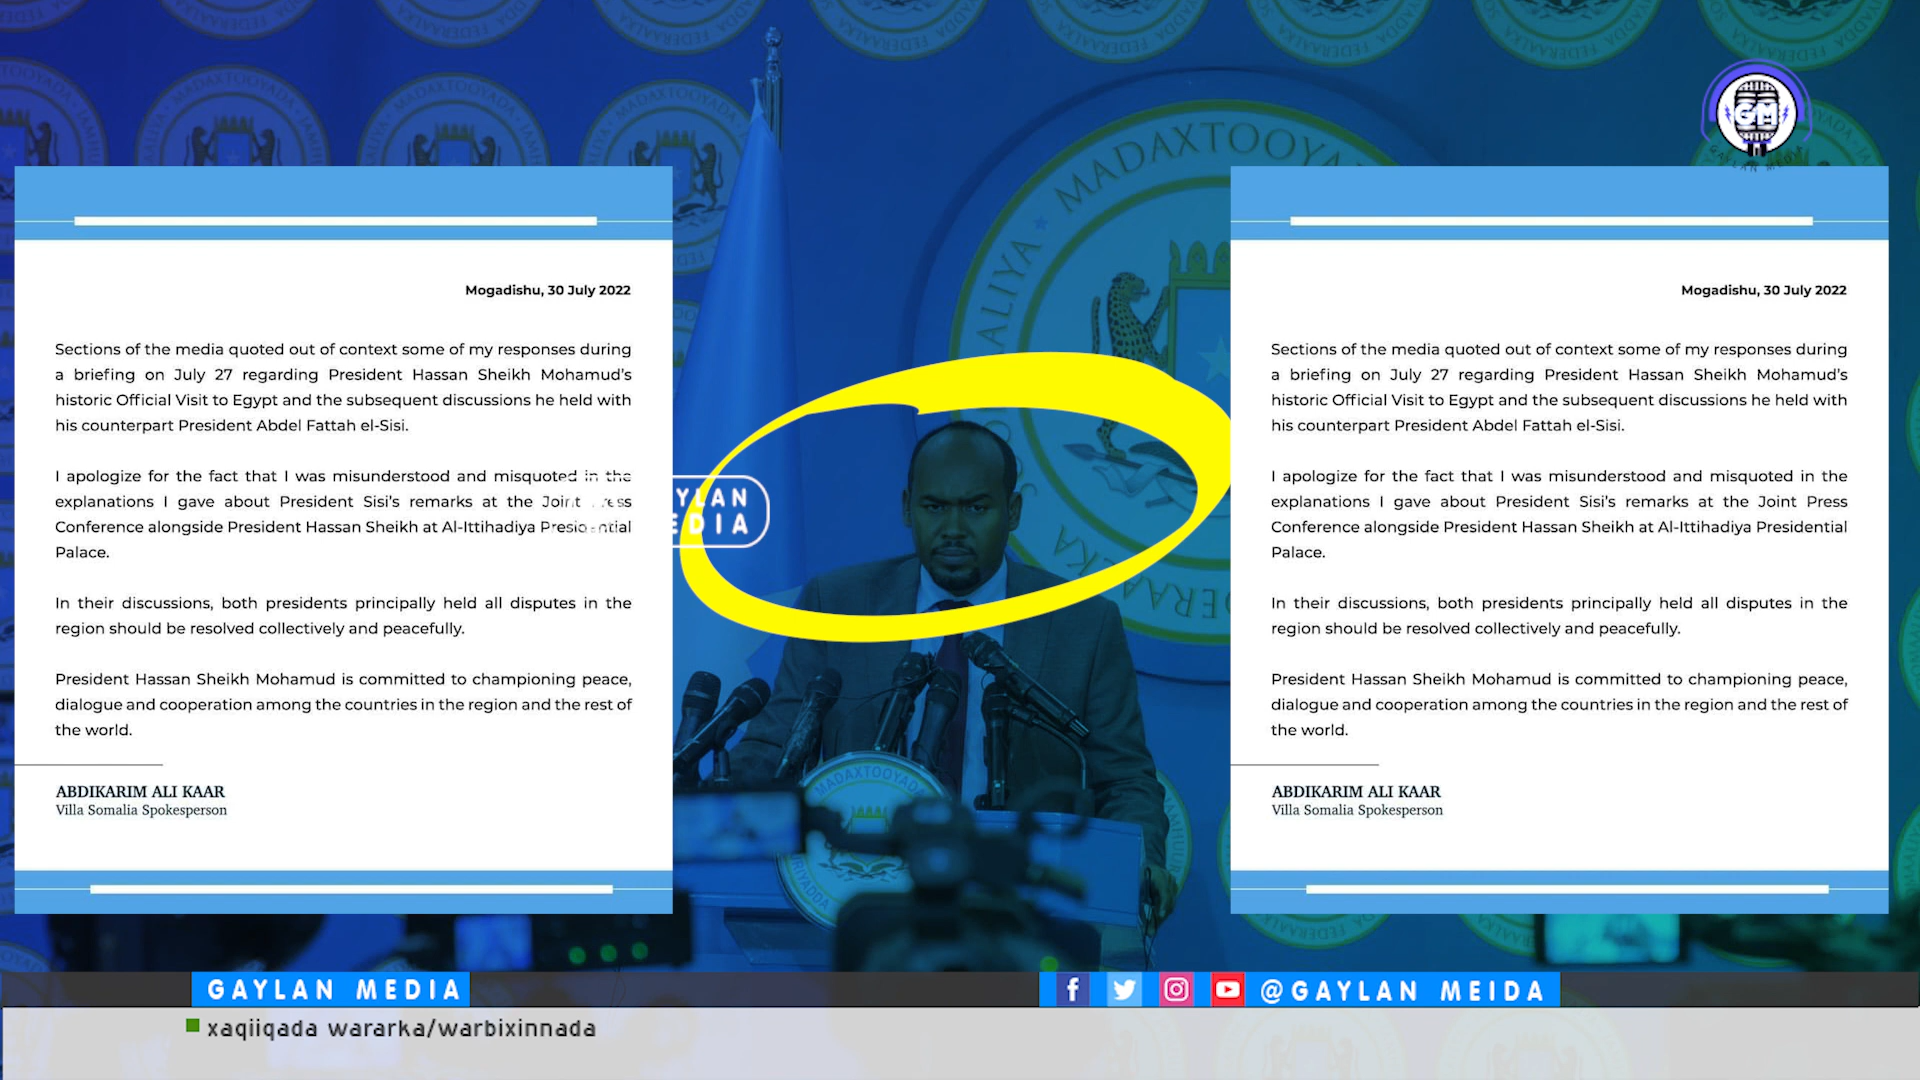 Mogadishu, 30 July 2022
Sections of the media quoted out of context some of my responses during
a briefing on July 27 regarding President Hassan Sheikh Mohamud’s
historic Official Visit to Egypt and the subsequent discussions he held with
his counterpart President Abdel Fattah el-Sisi.
I apologize for the fact that I was misunderstood and misquoted in the
explanations I gave about President Sisi’s remarks at the Joint Press
Conference alongside President Hassan Sheikh at Al-Ittihadiya Presidential
Palace.
In their discussions, both presidents principally held all disputes in the
region should be resolved collectively and peacefully.
President Hassan Sheikh Mohamud is committed to championing peace,
dialogue and cooperation among the countries in the region and the rest of
the world.
ABDIKARIM ALI KAAR
Villa Somalia Spokesperson
YLAN
EDIA
MADAXTOOYA
ALIYA
FEDERAALKA
MADAXTOOYADA
GM
GAYLAN MEDIA
Mogadishu, 30 July 2022
Sections of the media quoted out of context some of my responses during
a briefing on July 27 regarding President Hassan Sheikh Mohamud’s
historic Official Visit to Egypt and the subsequent discussions he held with
his counterpart President Abdel Fattah el-Sisi.
I apologize for the fact that I was misunderstood and misquoted in the
explanations I gave about President Sisi’s remarks at the Joint Press
Conference alongside President Hassan Sheikh at Al-Ittihadiya Presidential
Palace.
In their discussions, both presidents principally held all disputes in the
region should be resolved collectively and peacefully.
President Hassan Sheikh Mohamud is committed to championing peace,
dialogue and cooperation among the countries in the region and the rest of
the world.
ABDIKARIM ALI KAAR
Villa Somalia Spokesperson
GAYLAN MEDIA
@GAYLAN MEIDA
xaqiiqada wararka/warbixinnada